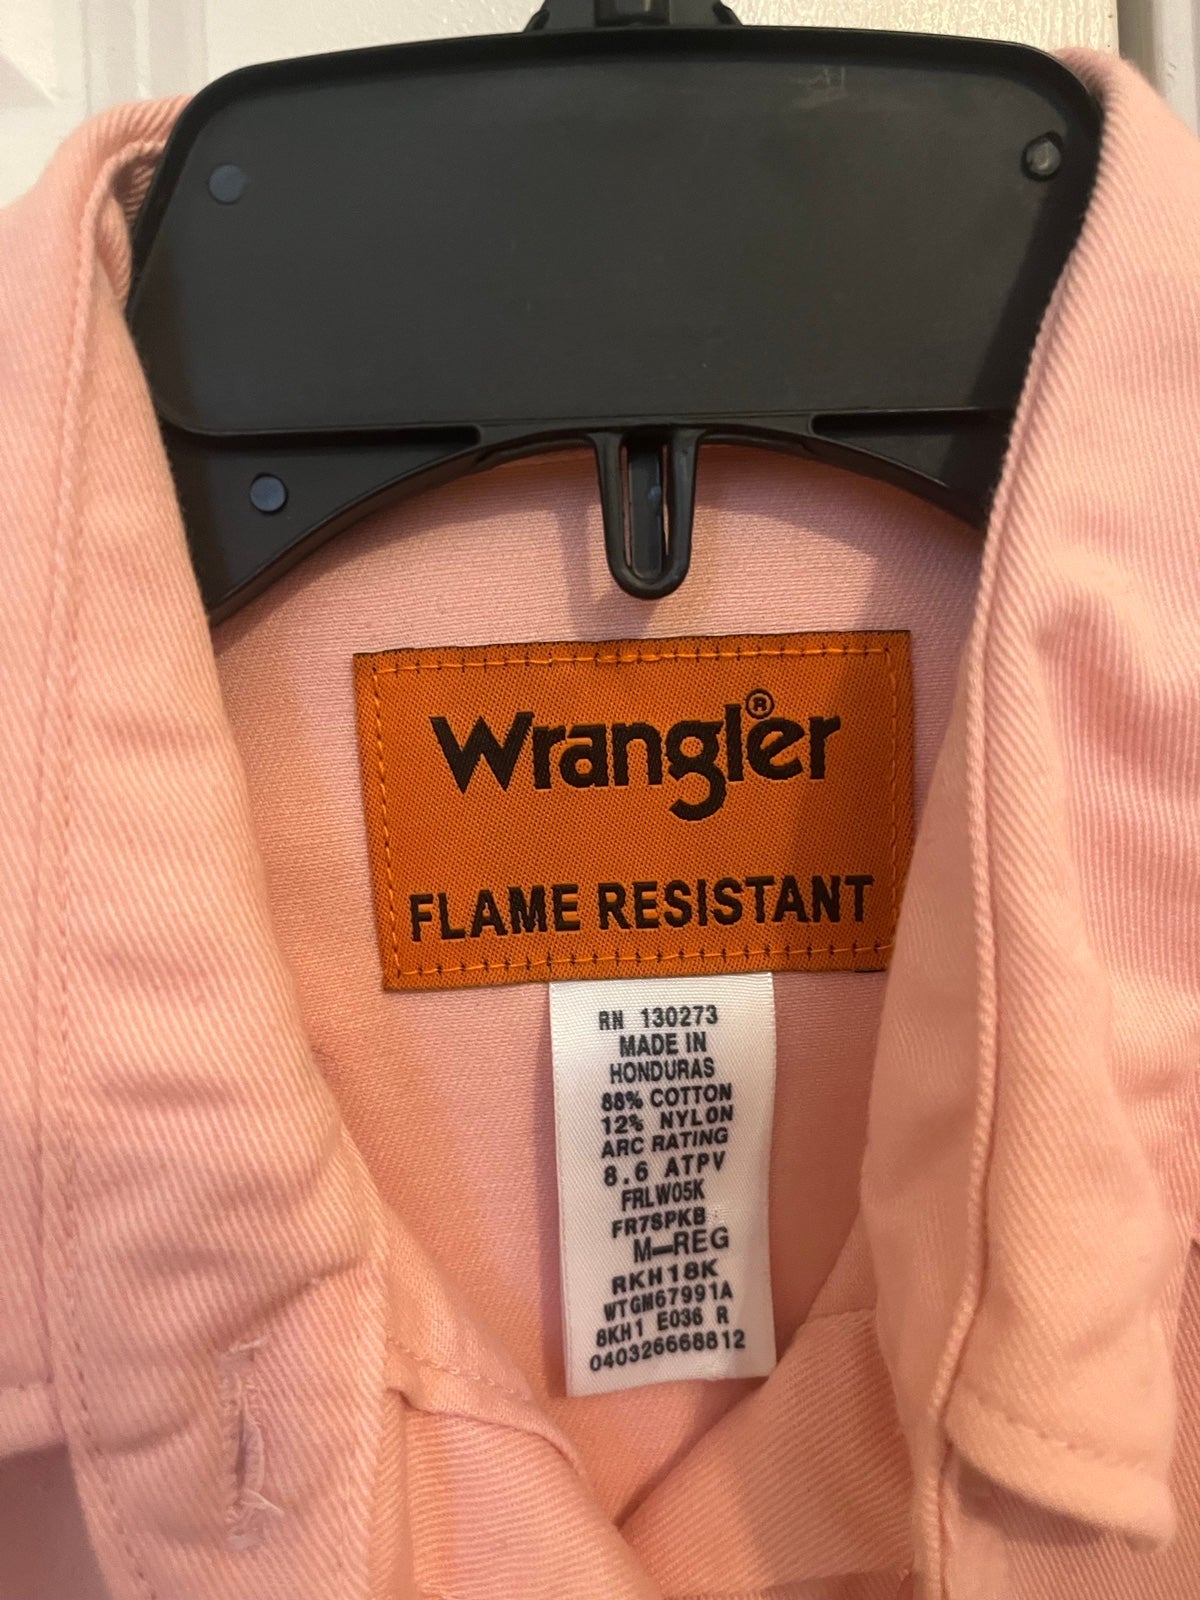 Wrangler®
FLAME RESISTANT
RN 130273
MADE IN
HONDURAS
88% COTTON
12% NYLON
ARC RATING
8.6 ATPV
FRLW05K
FR7SPKB
M-REG
RKH18K
WTGM67991A
8KH1 E036 R
040326668812